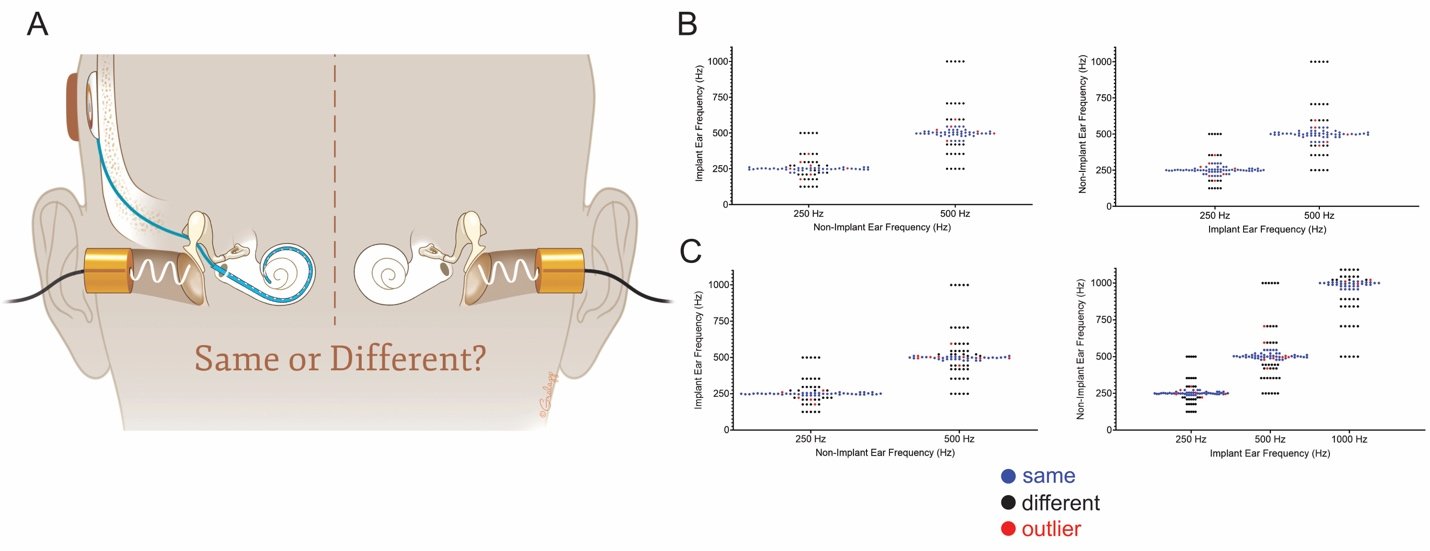 A
Same or Different?
B
Implant Ear Frequency (Hz)
1000
750
500
250
0
250 Hz
500 Hz
Non-Implant Ear Frequency (Hz)
Non-Implant Ear Frequency (Hz)
1000
750
500
250
0
250 Hz
500 Hz
Implant Ear Frequency (Hz)
C
Implant Ear Frequency (Hz)
1000
750
500
250
0
250 Hz
500 Hz
Non-Implant Ear Frequency (Hz)
Non-Implant Ear Frequency (Hz)
1000
750
500
250
0
250 Hz
500 Hz
1000 Hz
Implant Ear Frequency (Hz)
same
different
outlier